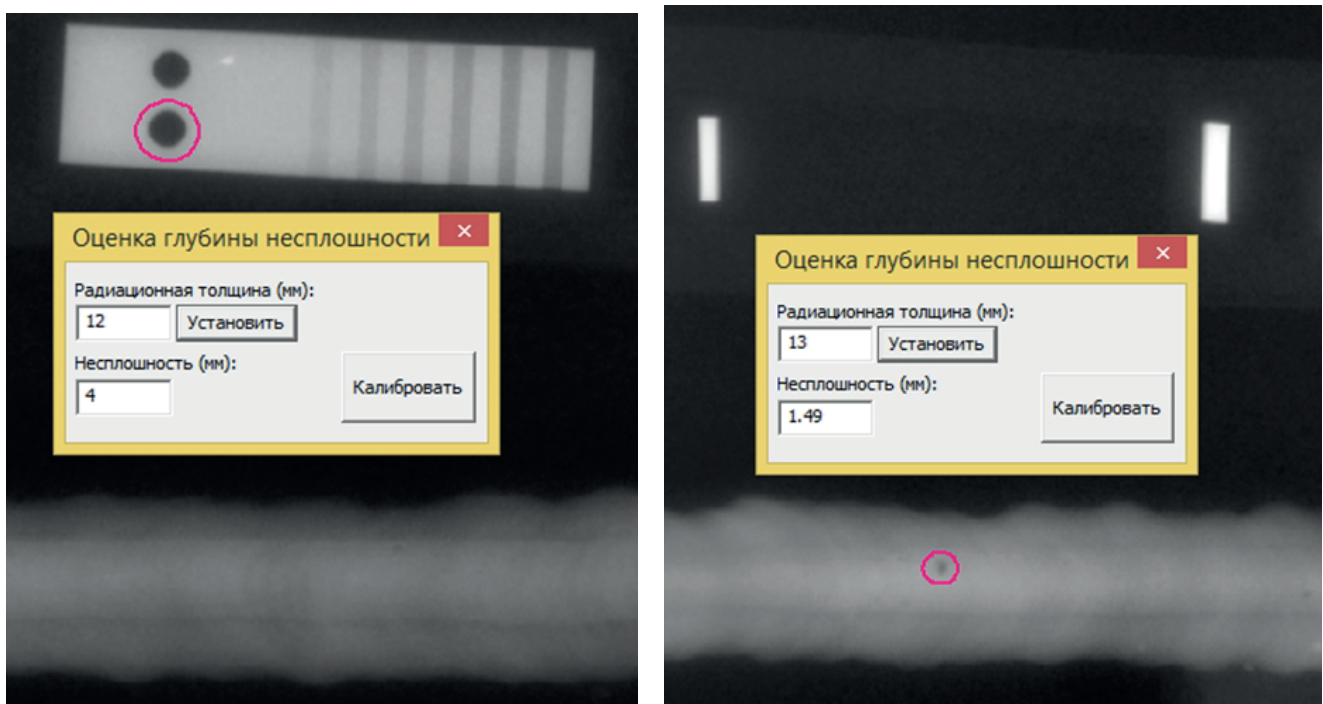 Оценка глубины несплошности
Радиационная толщина (мм):
12 Установить
Несплошность (мм):
4 Калибровать
Оценка глубины несплошности
Радиационная толщина (мм):
13 Установить
Несплошность (мм):
1.49 Калибровать